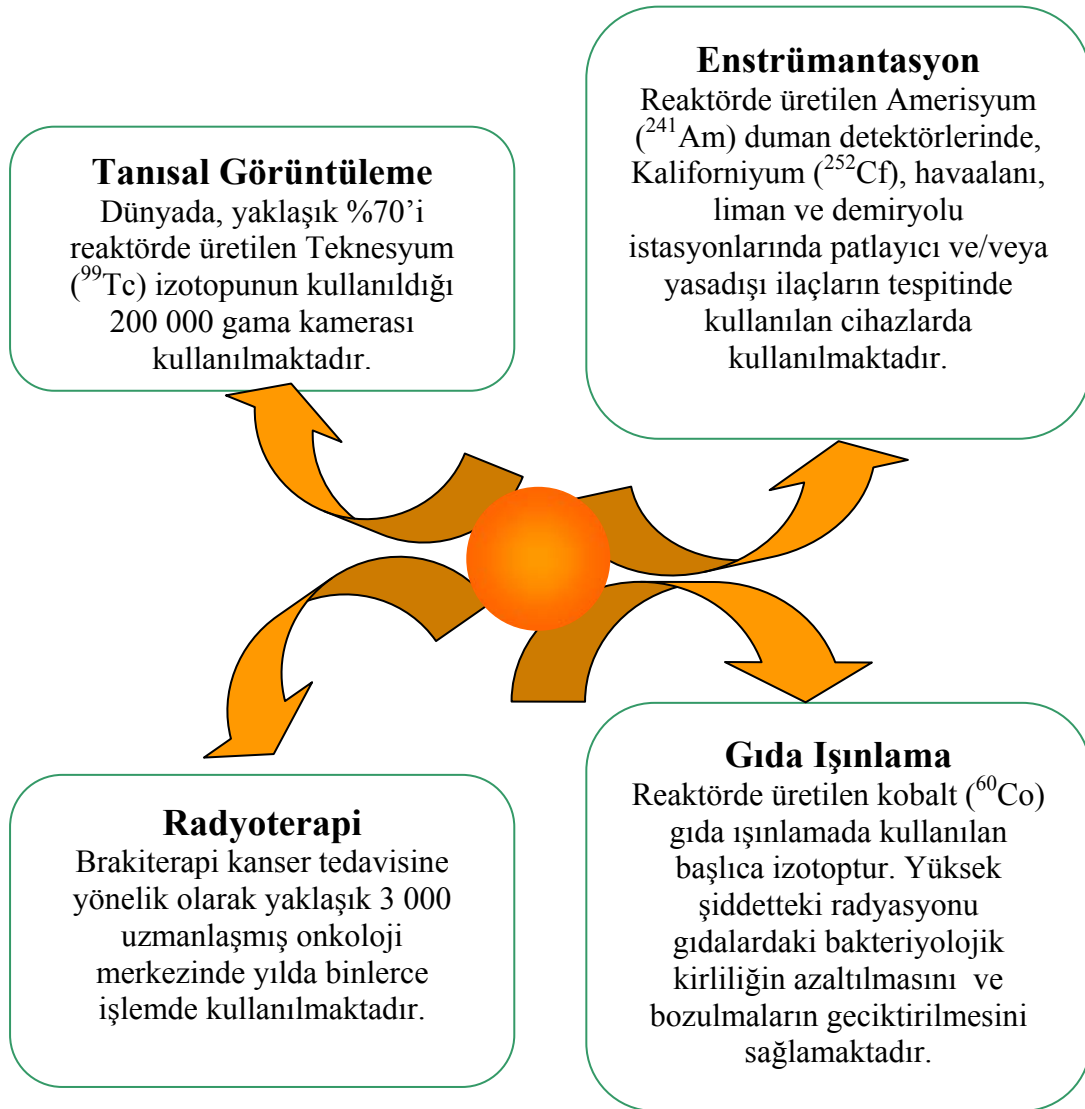 Tanısal Görüntüleme
Dünyada, yaklaşık %70’i
reaktörde üretilen Teknesyum
(⁹⁹Tc) izotopunun kullanıldığı
200 000 gama kamerası
kullanılmaktadır.
Enstrümantasyon
Reaktörde üretilen Amerisyum
(²⁴¹Am) duman detektörlerinde,
Kaliforniyum (²⁵²Cf), havaalanı,
liman ve demiryolu
istasyonlarında patlayıcı ve/veya
yasadışı ilaçların tespitinde
kullanılan cihazlarda
kullanılmaktadır.
Radyoterapi
Brakiterapi kanser tedavisine
yönelik olarak yaklaşık 3 000
uzmanlaşmış onkoloji
merkezinde yılda binlerce
işlemde kullanılmaktadır.
Gıda Işınlama
Reaktörde üretilen kobalt (⁶⁰Co)
gıda ışınlamada kullanılan
başlıca izotoptur. Yüksek
şiddetteki radyasyonu
gıdalardaki bakteriyolojik
kirliliğin azaltılmasını ve
bozulmaların geciktirilmesini
sağlamaktadır.